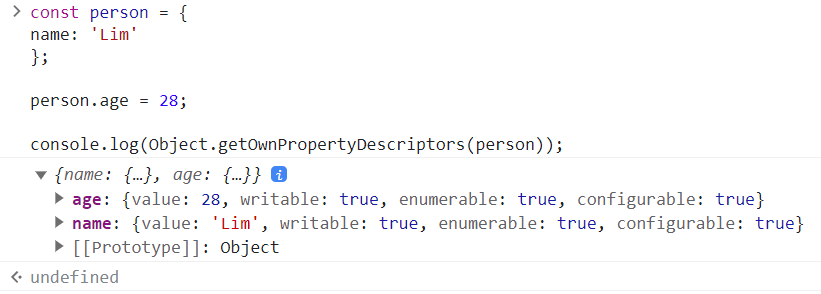 const person = {
name: 'Lim'
};
person.age = 28;
console.log(Object.getOwnPropertyDescriptors(person));
{name: {…}, age: {…}} i
age: {value: 28, writable: true, enumerable: true, configurable: true}
name: {value: 'Lim', writable: true, enumerable: true, configurable: true}
[[Prototype]]: Object
undefined